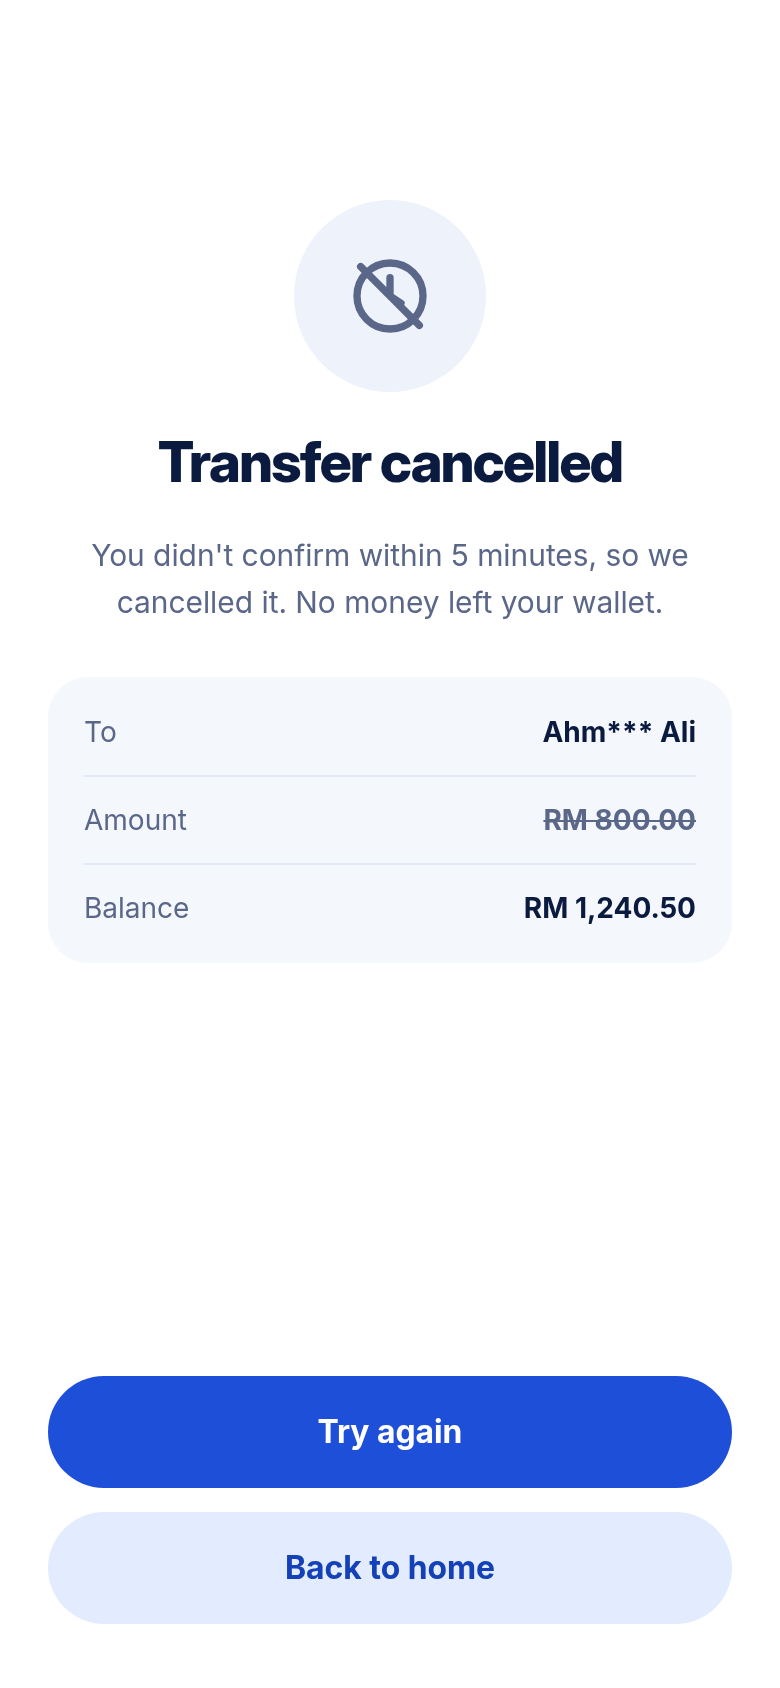 Transfer cancelled
You didn't confirm within 5 minutes, so we
cancelled it. No money left your wallet.
To Ahm*** Ali
Amount RM 800.00
Balance RM 1,240.50
Try again
Back to home